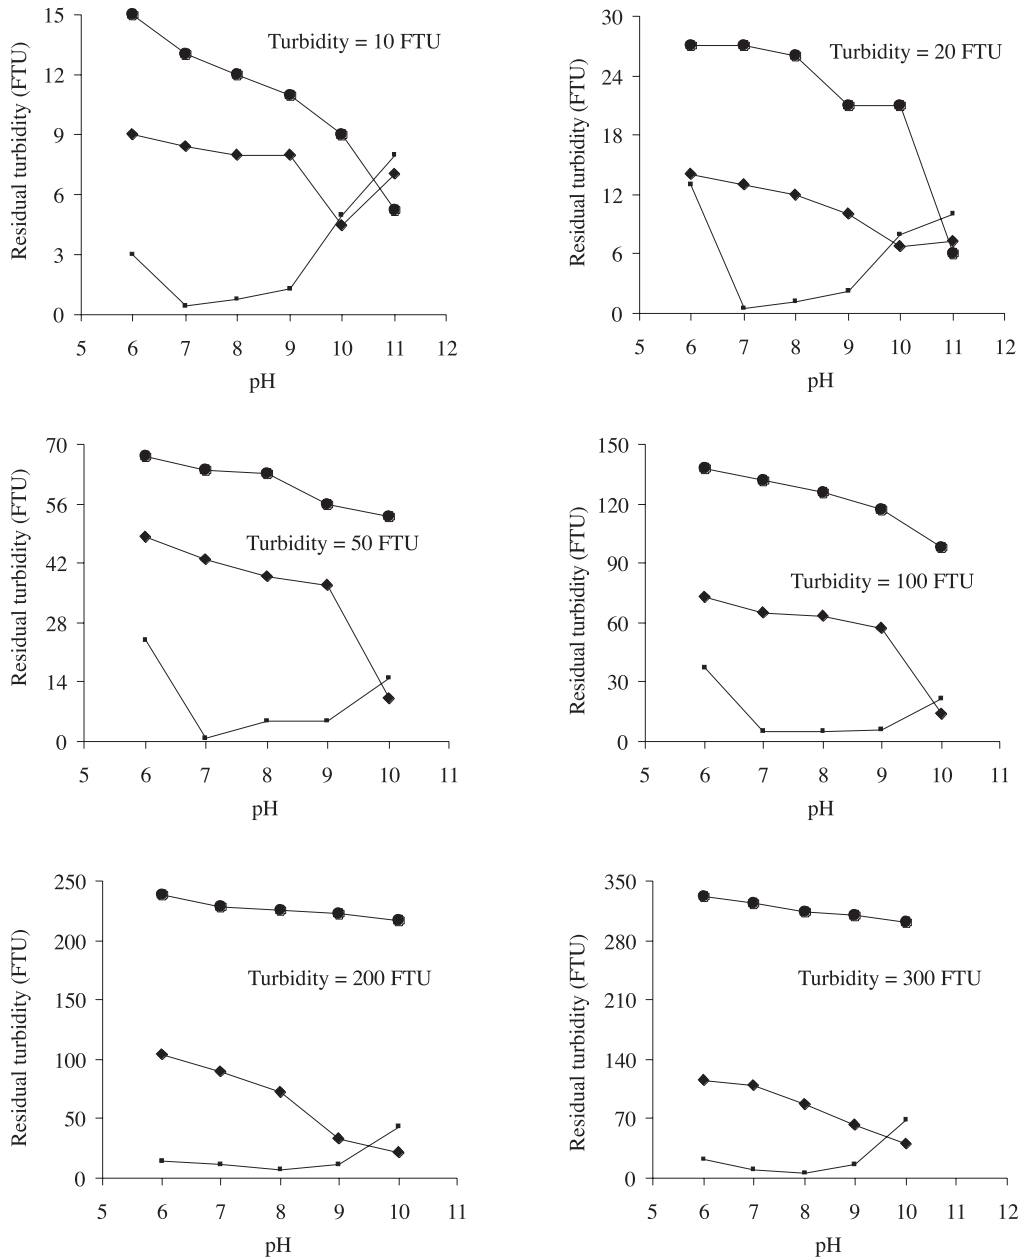 15
12
9
6
3
0
Residual turbidity (FTU)
Turbidity = 10 FTU
5 6 7 8 9 10 11 12
pH
30
24
18
12
6
0
Residual turbidity (FTU)
Turbidity = 20 FTU
5 6 7 8 9 10 11 12
pH
70
56
42
28
14
0
Residual turbidity (FTU)
Turbidity = 50 FTU
5 6 7 8 9 10 11
pH
150
120
90
60
30
0
Residual turbidity (FTU)
Turbidity = 100 FTU
5 6 7 8 9 10 11
pH
250
200
150
100
50
0
Residual turbidity (FTU)
Turbidity = 200 FTU
5 6 7 8 9 10 11
pH
350
280
210
140
70
0
Residual turbidity (FTU)
Turbidity = 300 FTU
5 6 7 8 9 10 11 12
pH